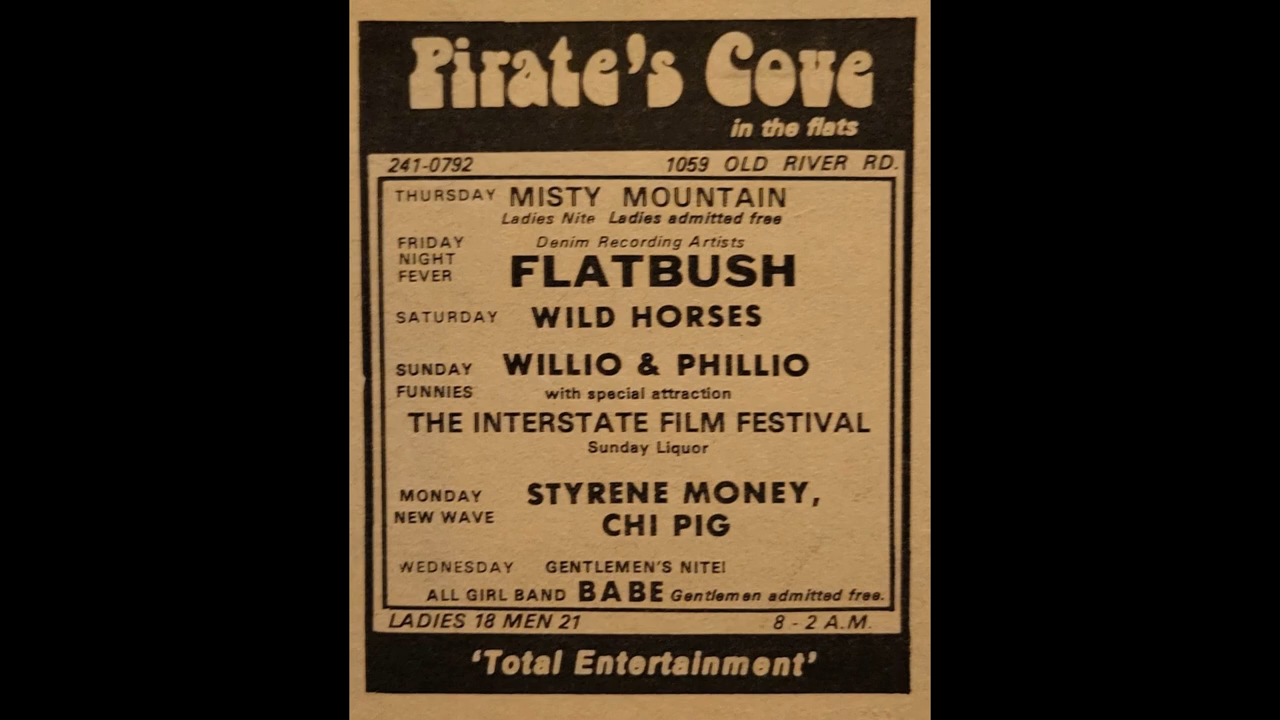 Pirate's Cove
in the flats
241-0792 1059 OLD RIVER RD.
THURSDAY MISTY MOUNTAIN
Ladies Nite Ladies admitted free
FRIDAY Denim Recording Artists
NIGHT FLATBUSH
FEVER
SATURDAY WILD HORSES
SUNDAY WILLIO & PHILLIO
FUNNIES with special attraction
THE INTERSTATE FILM FESTIVAL
Sunday Liquor
MONDAY STYRENE MONEY,
NEW WAVE CHI PIG
WEDNESDAY GENTLEMEN'S NITE!
ALL GIRL BAND BABE Gentlemen admitted free.
LADIES 18 MEN 21 8 - 2 A.M.
'Total Entertainment'